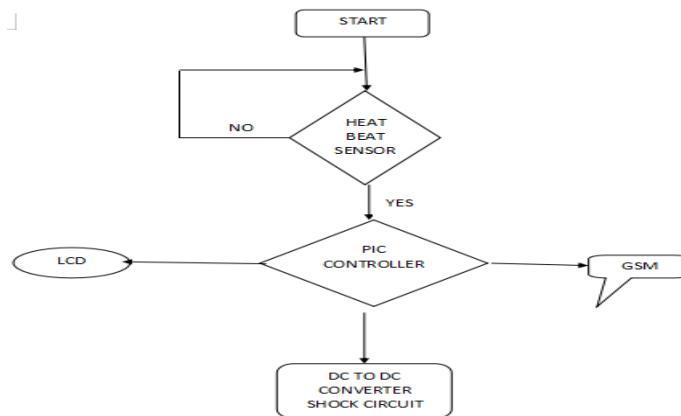 START
NO
HEAT
BEAT
SENSOR
YES
LCD
PIC
CONTROLLER
GSM
DC TO DC
CONVERTER
SHOCK CIRCUIT